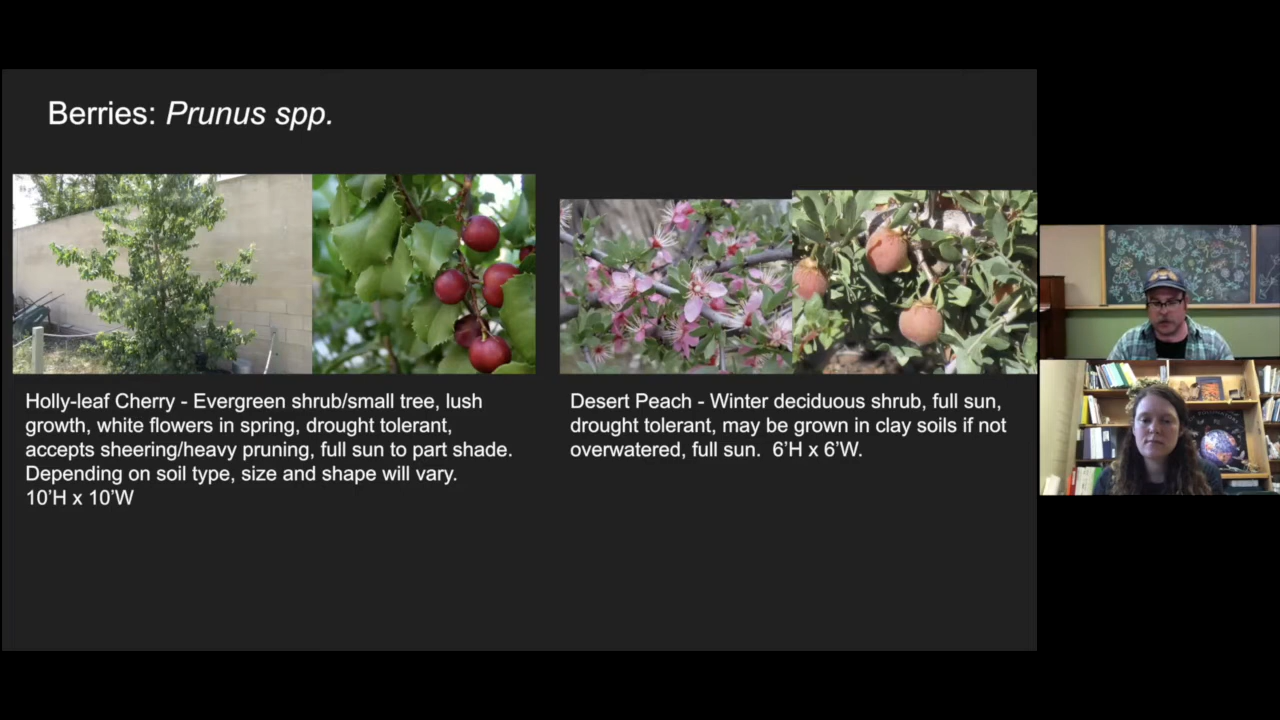 Berries: Prunus spp.
Holly-leaf Cherry - Evergreen shrub/small tree, lush
growth, white flowers in spring, drought tolerant,
accepts sheering/heavy pruning, full sun to part shade.
Depending on soil type, size and shape will vary.
10’H x 10’W
Desert Peach - Winter deciduous shrub, full sun,
drought tolerant, may be grown in clay soils if not
overwatered, full sun.  6’H x 6’W.